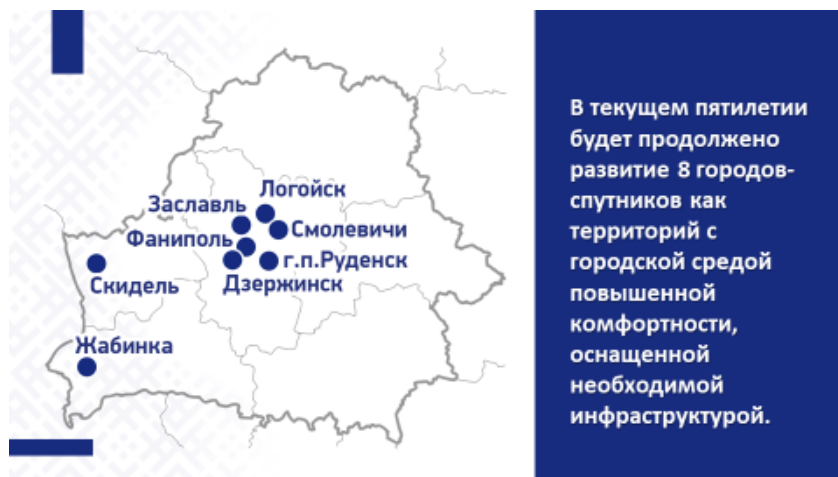 Логойск
Заславль
Смолевичи
Фаниполь
г.п.Руденск
Скидель
Дзержинск
Жабинка
В текущем пятилетии
будет продолжено
развитие 8 городов-
спутников как
территорий с
городской средой
повышенной
комфортности,
оснащенной
необходимой
инфраструктурой.